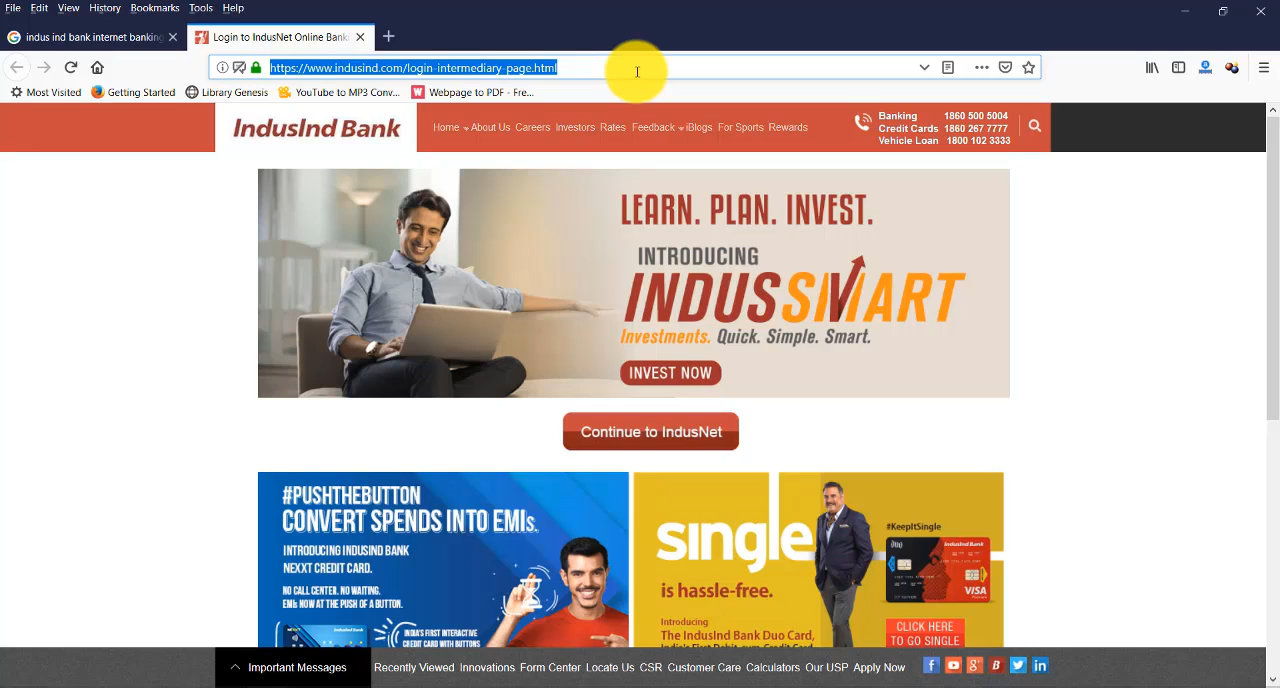 File Edit View History Bookmarks Tools Help
indus ind bank internet banking
Login to IndusNet Online Bank
https://www.indusind.com/login-intermediary-page.html
Most Visited Getting Started Library Genesis YouTube to MP3 Conv... Webpage to PDF - Fre...
IndusInd Bank
Home About Us Careers Investors Rates Feedback iBlogs For Sports Rewards
Banking 1860 500 5004
Credit Cards 1860 267 7777
Vehicle Loan 1800 102 3333
LEARN. PLAN. INVEST.
INTRODUCING
INDUSSMART
Investments. Quick. Simple. Smart.
INVEST NOW
Continue to IndusNet
#PUSHTHEBUTTON
CONVERT SPENDS INTO EMIs.
INTRODUCING INDUSIND BANK
NEXXT CREDIT CARD.
NO CALL CENTER. NO WAITING.
EMIs NOW AT THE PUSH OF A BUTTON.
INDIA'S FIRST INTERACTIVE
CREDIT CARD WITH BUTTONS
single
is hassle-free.
Introducing
The IndusInd Bank Duo Card,
#KeepItSingle
IndusInd Bank
VISA
CLICK HERE
TO GO SINGLE
Important Messages
Recently Viewed Innovations Form Center Locate Us CSR Customer Care Calculators Our USP Apply Now